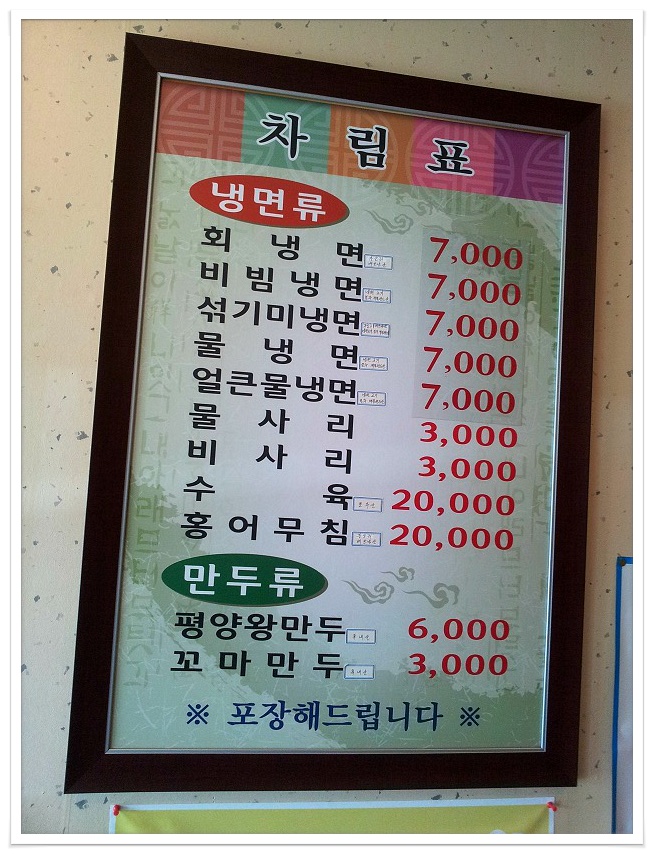 차림표
냉면류
회냉면 7,000
비빔냉면 7,000
섞기미냉면 7,000
물냉면 7,000
얼큰물냉면 7,000
물사리 3,000
비사리 3,000
수육 20,000
홍어무침 20,000
만두류
평양왕만두 6,000
꼬마만두 3,000
※ 포장해드립니다 ※